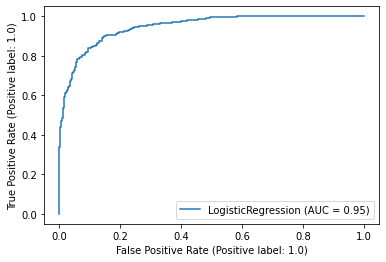 1.0
0.8
0.6
0.4
0.2
0.0
True Positive Rate (Positive label: 1.0)
LogisticRegression (AUC = 0.95)
0.0 0.2 0.4 0.6 0.8 1.0
False Positive Rate (Positive label: 1.0)